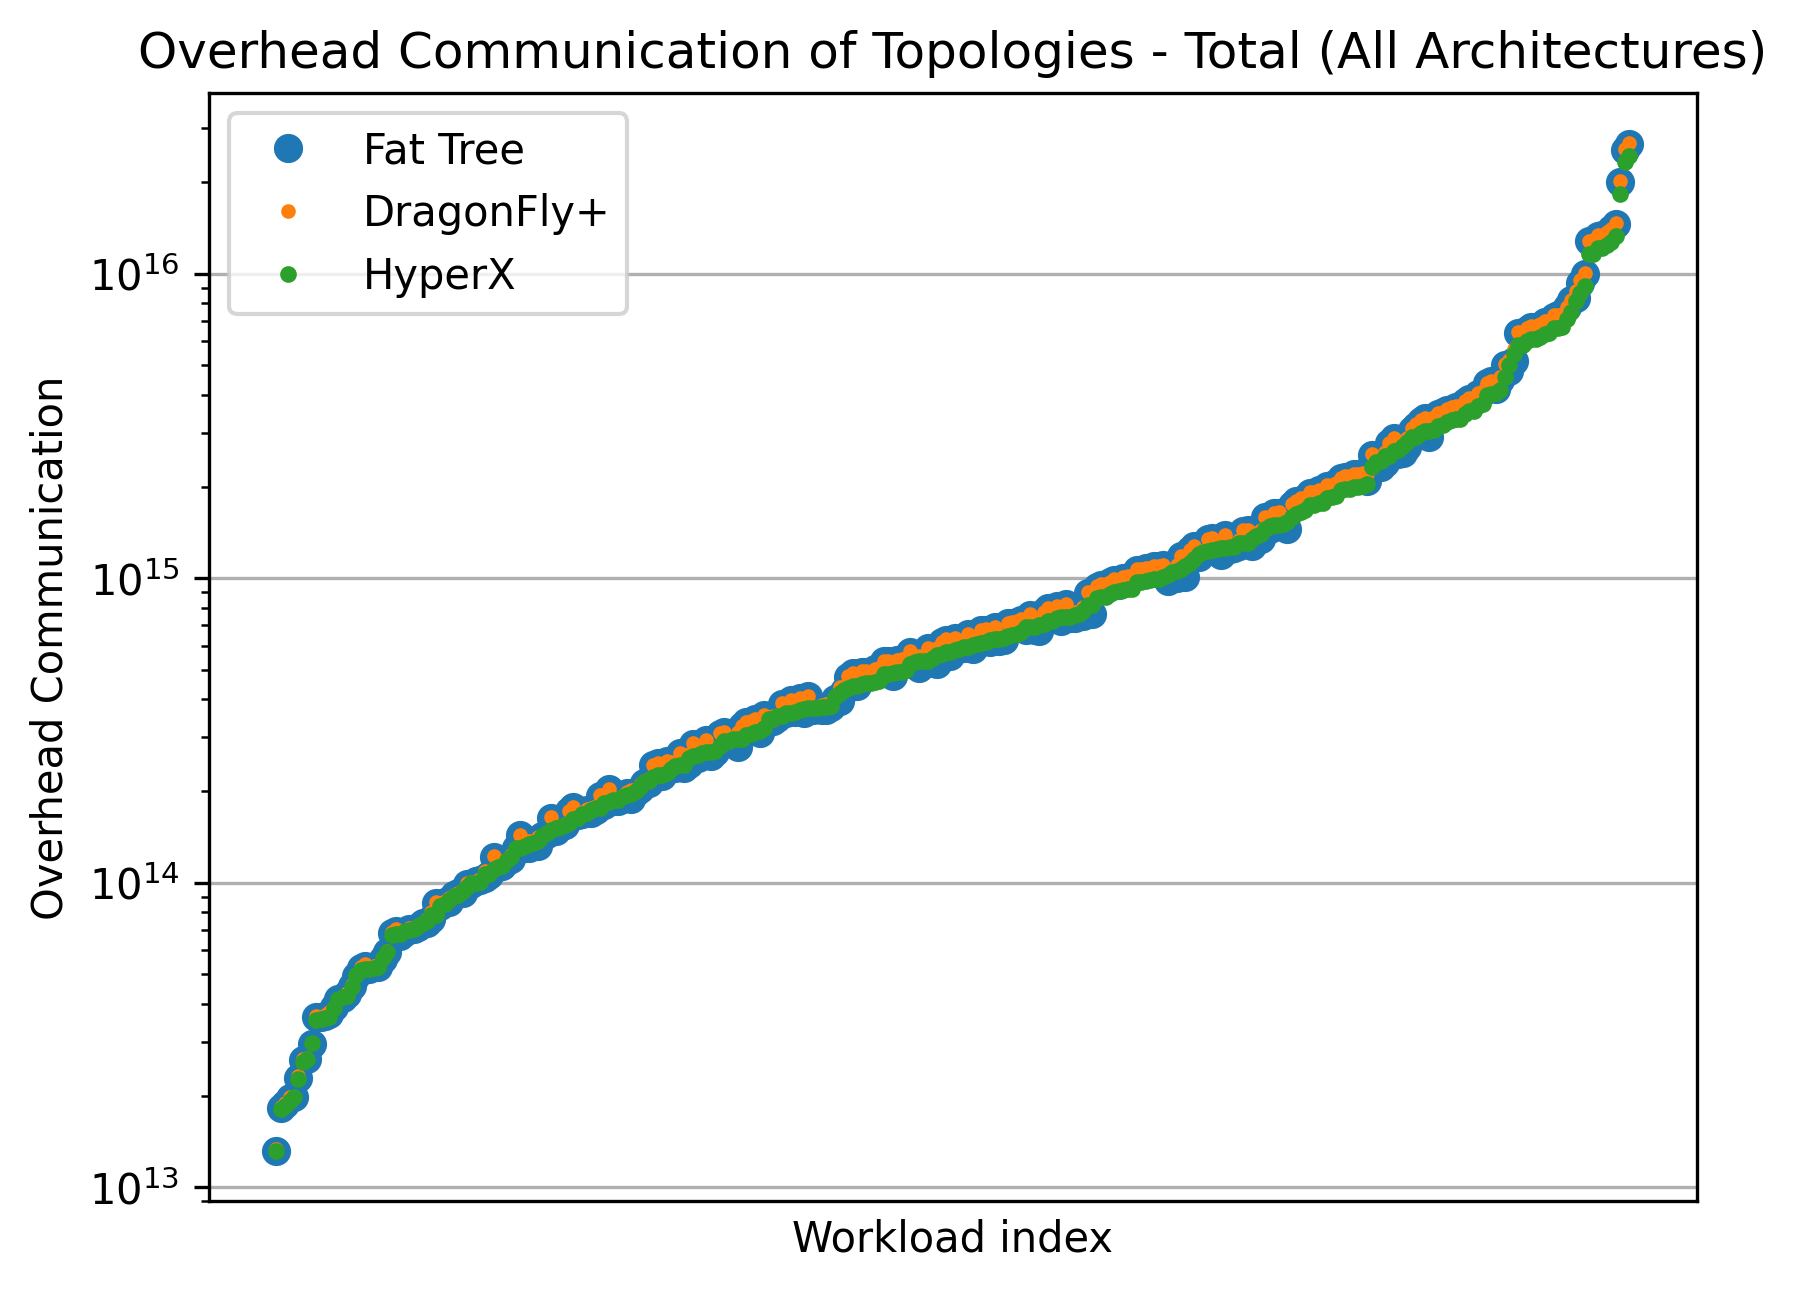 Overhead Communication of Topologies - Total (All Architectures)
Fat Tree
DragonFly+
HyperX
10^16
10^15
10^14
10^13
Overhead Communication
Workload index